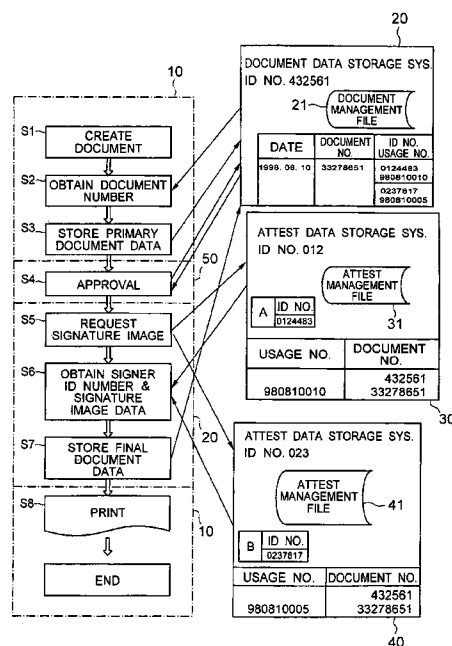 10
S1
CREATE
DOCUMENT
S2
OBTAIN DOCUMENT
NUMBER
S3
STORE PRIMARY
DOCUMENT DATA
50
S4
APPROVAL
S5
REQUEST
SIGNATURE IMAGE
S6
OBTAIN SIGNER
ID NUMBER &
SIGNATURE
IMAGE DATA
20
S7
STORE FINAL
DOCUMENT
DATA
S8
PRINT
10
END
20
DOCUMENT DATA STORAGE SYS.
ID NO. 432561
21
DOCUMENT
MANAGEMENT
FILE
DATE
DOCUMENT
NO.
ID NO.
USAGE NO.
1998. 08. 10
33278651
0124483
980810010
0237817
980810005
ATTEST DATA STORAGE SYS.
ID NO. 012
ATTEST
MANAGEMENT
FILE
31
A
ID NO.
0124483
USAGE NO.
DOCUMENT
NO.
980810010
432561
33278651
30
ATTEST DATA STORAGE SYS.
ID NO. 023
ATTEST
MANAGEMENT
FILE
41
B
ID NO.
0237817
USAGE NO.
DOCUMENT NO.
980810005
432561
33278651
40